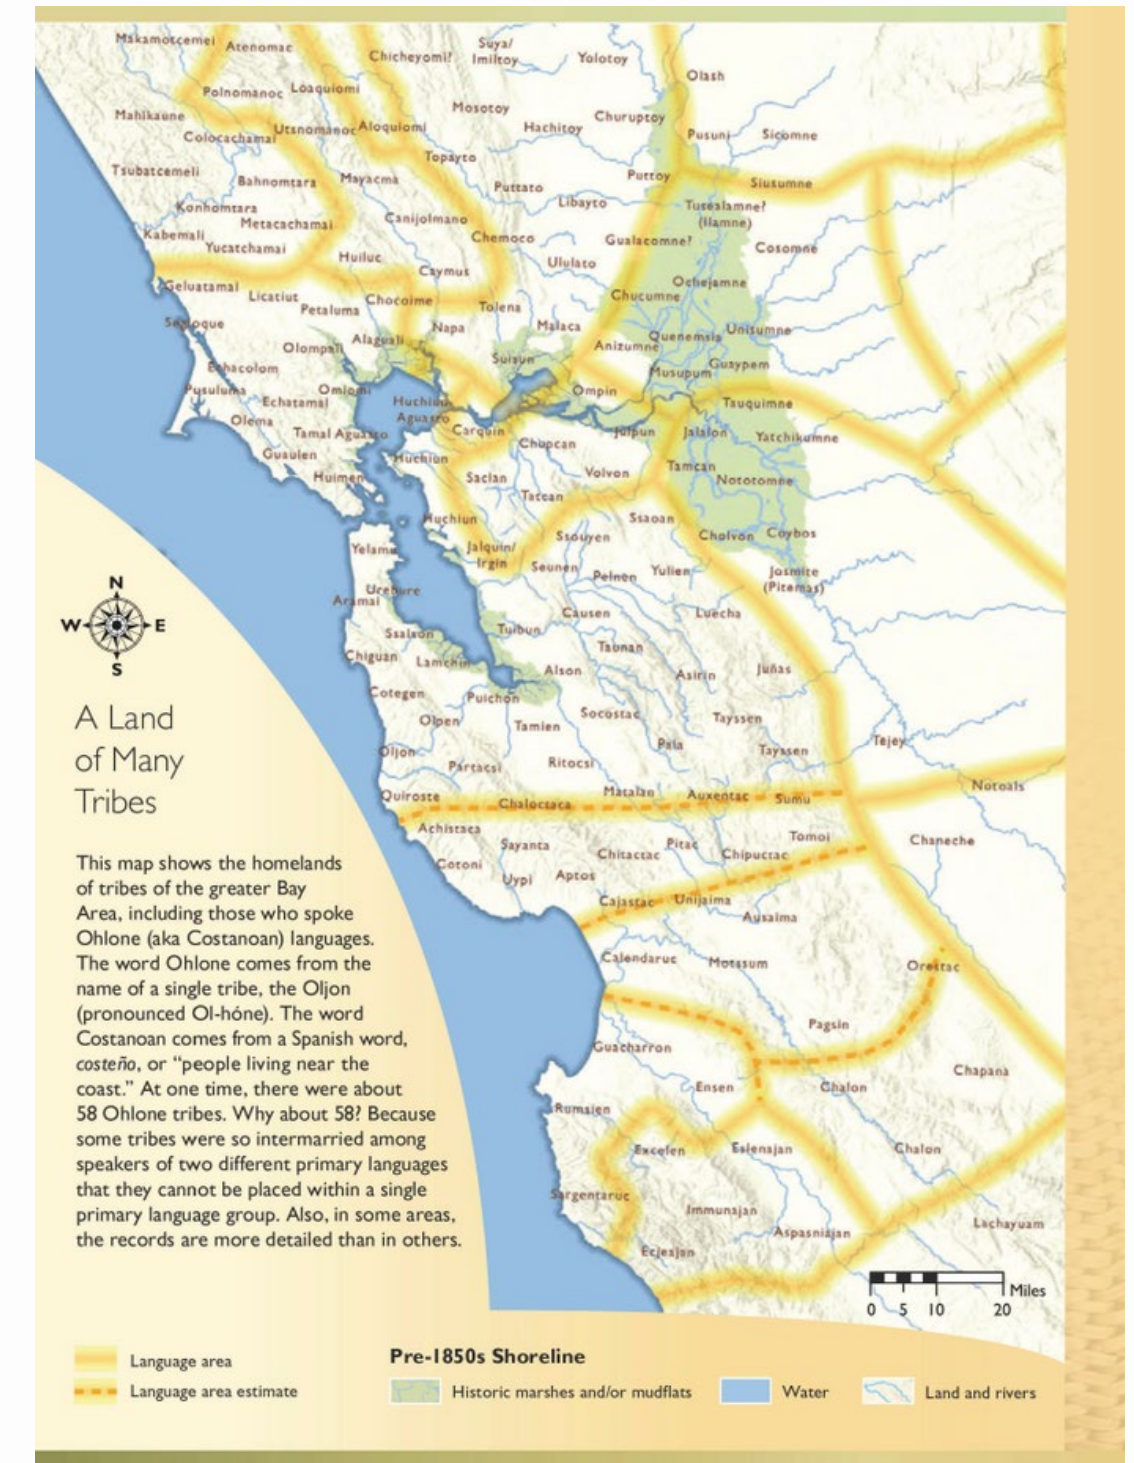 Makamotcemei
Atenomac
Chicheyomi?
Suya/
Imiltoy
Yolotoy
Olash
Polnomanoc
Loaquiomi
Mosotoy
Churuptoy
Mahikaune
Colocachamai
Utsnomanoc
Aloquiomi
Hachitoy
Pusuni
Sicomne
Topayto
Tsubatcemeli
Bahnomtara
Mayacma
Puttato
Puttoy
Siusumne
Libayto
Konhomtara
Metacachamai
Canijolmano
Tusealamne?
(Ilamne)
Kabemali
Yucatchamai
Chemoco
Gualacomne?
Cosomne
Huiluc
Caymus
Ululato
Geluatamal
Licatiut
Petaluma
Chocoime
Tolena
Chucumne
Ochejamne
Napa
Malaca
Quenemsia
Unisumne
Olompali
Alaguali
Suisun
Anizumne
Guaypem
Echacolom
Musupum
Pusuluma
Echatamal
Omiomi
Huchiun
Aguasto
Ompin
Tauquimne
Olema
Tamal Aguasto
Carquin
Chupcan
Julpun
Jalalon
Yatchikumne
Guaulen
Huchiun
Huimen
Saclan
Volvon
Tamcan
Nototomne
Tatcan
Huchiun
Ssaoan
Yelamu
Jalquin/
Irgin
Ssouyen
Cholvon
Coybos
Seunen
Pelnen
Yulien
Josmite
(Pitemas)
Urebure
Aramai
Causen
Luecha
Ssalson
Tuibun
Taunan
Chiguan
Lamchin
Alson
Asirin
Juñas
Cotegen
Puichon
Olpen
Tamien
Socostac
Tayssen
Oljon
Pala
Tayssen
Tejey
Partacsi
Ritocsi
Quiroste
Chaloctaca
Matalan
Auxentac
Sumu
Notoals
Achistaca
Sayanta
Chitactac
Pitac
Chipuctac
Tomoi
Chaneche
Cotoni
Uypi
Aptos
Cajastac
Unijaima
Ausaima
Calendaruc
Motssum
Orestac
Pagsin
Guacharron
Ensen
Chalon
Chapana
Rumsien
Excelen
Eslenajan
Chalon
Sargentaruc
Immunajan
Aspasniajan
Lachayuam
Ecjeajan
N
W
E
S
A Land
of Many
Tribes
This map shows the homelands
of tribes of the greater Bay
Area, including those who spoke
Ohlone (aka Costanoan) languages.
The word Ohlone comes from the
name of a single tribe, the Oljon
(pronounced Ol-hóne). The word
Costanoan comes from a Spanish word,
costeño, or “people living near the
coast.” At one time, there were about
58 Ohlone tribes. Why about 58? Because
some tribes were so intermarried among
speakers of two different primary languages
that they cannot be placed within a single
primary language group. Also, in some areas,
the records are more detailed than in others.
Miles
0 5 10 20
Language area
Language area estimate
Pre-1850s Shoreline
Historic marshes and/or mudflats
Water
Land and rivers